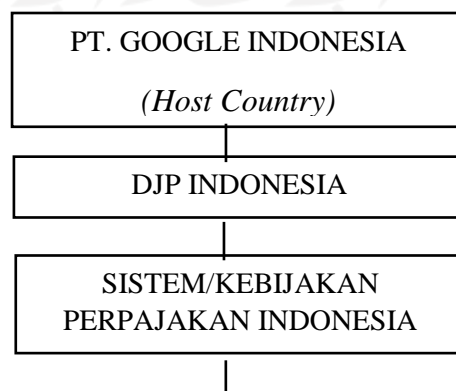 PT. GOOGLE INDONESIA
(Host Country)
DJP INDONESIA
SISTEM/KEBIJAKAN
PERPAJAKAN INDONESIA